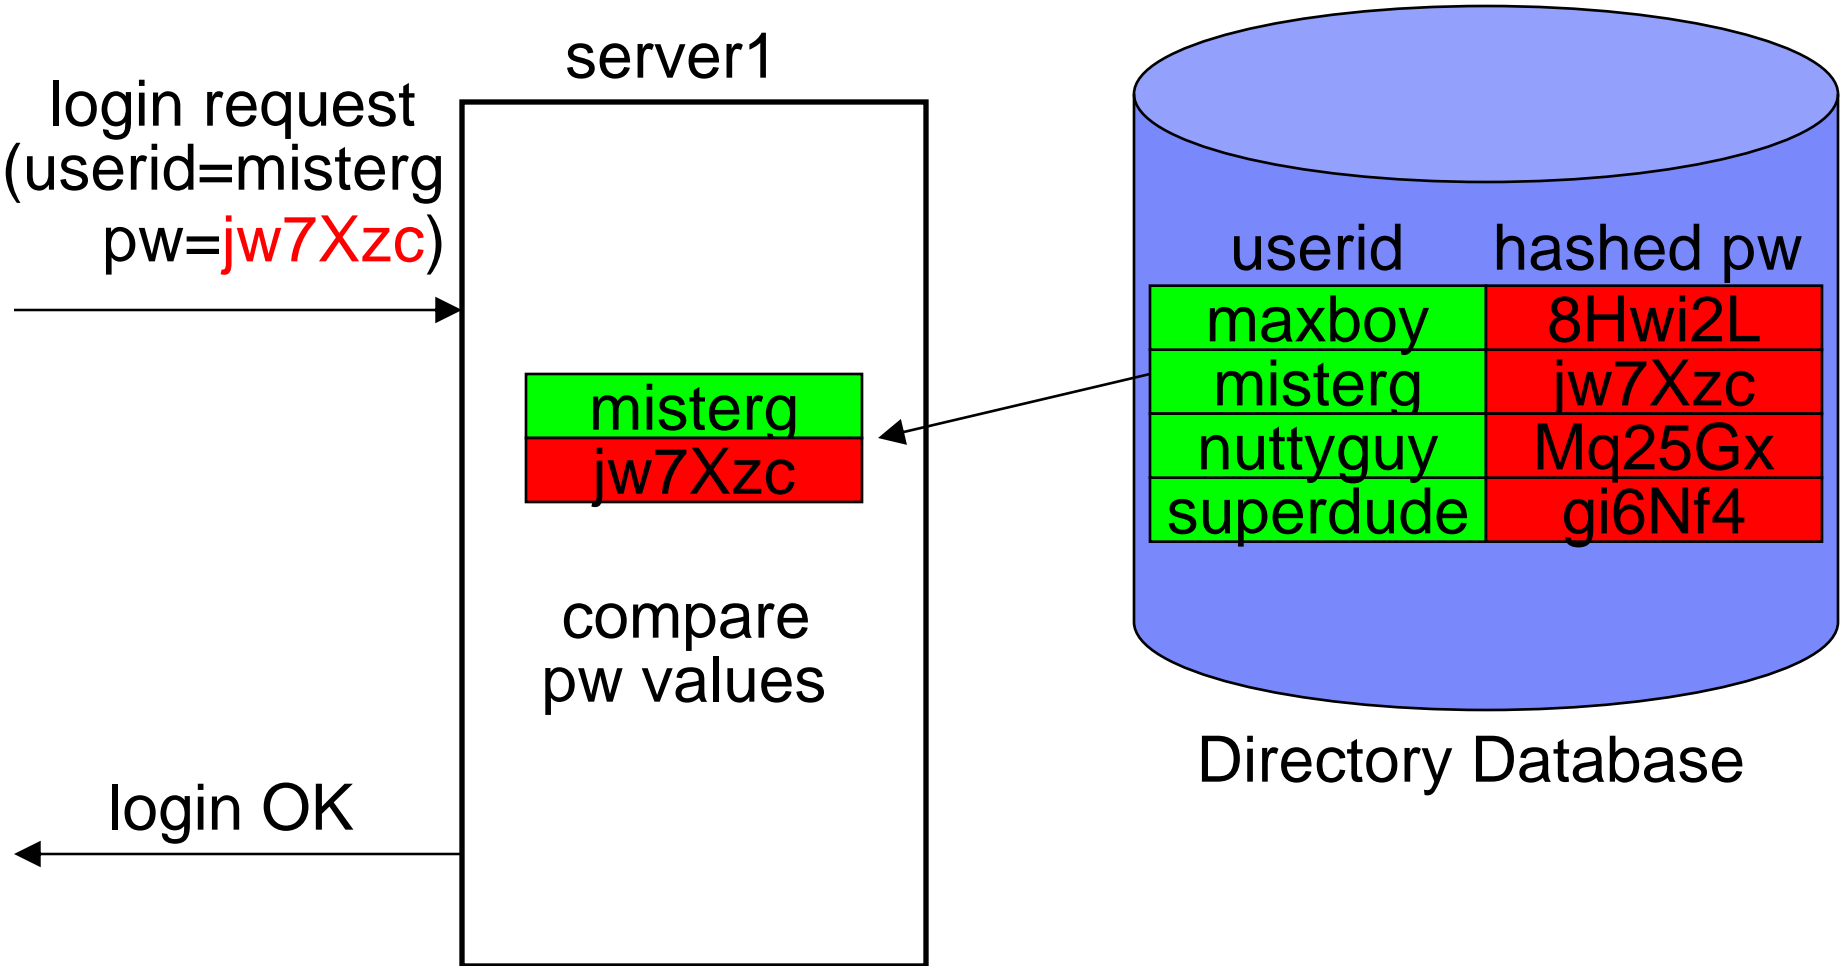 server1
login request
(userid=misterg
pw=jw7Xzc)
misterg
jw7Xzc
compare
pw values
login OK
userid hashed pw
maxboy 8Hwi2L
misterg jw7Xzc
nuttyguy Mq25Gx
superdude gi6Nf4
Directory Database